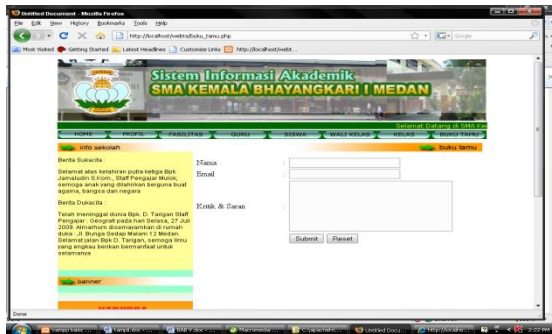 Untitled Document - Mozilla Firefox
File Edit View History Bookmarks Tools Help
http://localhost/webta/buku_tamu.php
Google
Most Visited Getting Started Latest Headlines Customize Links http://localhost/webt...
Sistem Informasi Akademik
SMA KEMALA BHAYANGKARI I MEDAN
Selamat Datang di SMA Ke
HOME PROFIL FASILITAS GURU SISWA WALI KELAS KELAS BUKU TAMU
info sekolah
buku tamu
Berita Sukacita :
Selamat atas kelahiran putra ketiga Bpk.
Jamaludin S.Kom., Staff Pengajar Mulok,
semoga anak yang dilahirkan berguna buat
agama, bangsa dan negara
Berita Dukacita :
Telah meninggal dunia Bpk. D. Tarigan Staff
Pengajar : Geografi pada hari Selasa, 27 Juli
2009. Almarhum disemayamkan di rumah
duka : Jl. Bunga Sedap Malam 12 Medan
Selamat jalan Bpk D. Tarigan, semoga ilmu
yang engkau berikan bermanfaat untuk
selamanya
Nama :
Email :
Kritik & Saran :
Submit Reset
banner
Done
Untitled Docu...
2:22 PM